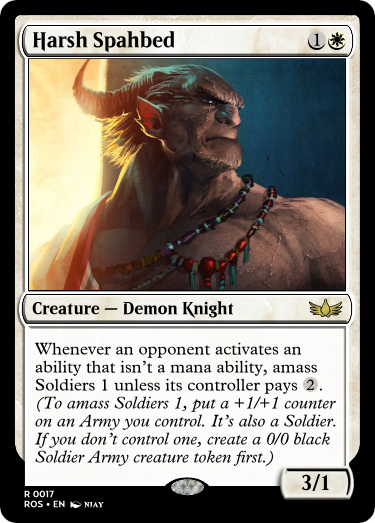 Harsh Spahbed 1
Creature — Demon Knight
Whenever an opponent activates an
ability that isn't a mana ability, amass
Soldiers 1 unless its controller pays 2.
(To amass Soldiers 1, put a +1/+1 counter
on an Army you control. It's also a Soldier.
If you don't control one, create a 0/0 black
Soldier Army creature token first.)
3/1
R 0017
ROS • EN NJAY